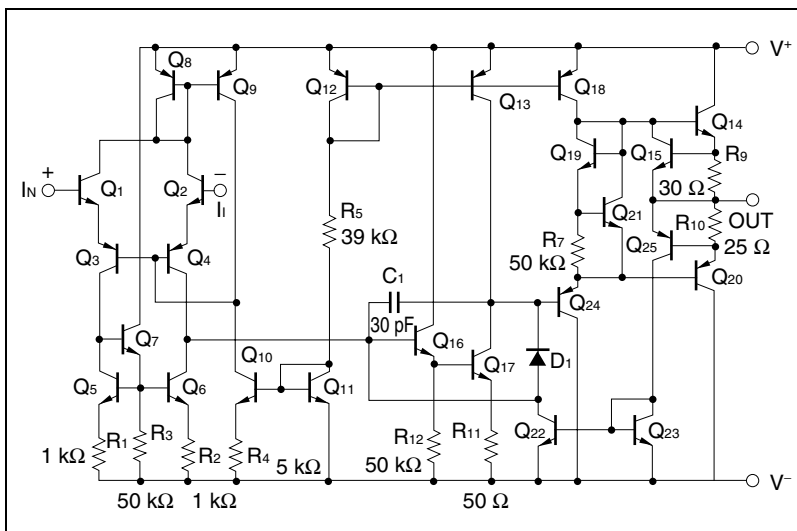 V+
Q8
Q9
Q12
Q13
Q18
Q14
Q19
Q15
R9
30 Ω
+
IN
Q1
−
Q2
II
R5
39 kΩ
Q21
OUT
R10
25 Ω
Q3
Q4
R7
50 kΩ
Q25
Q20
C1
30 pF
Q24
Q7
Q16
Q17
D1
Q5
Q6
Q10
Q11
Q22
Q23
R1
1 kΩ
R3
50 kΩ
R2
1 kΩ
R4
5 kΩ
R12
50 kΩ
R11
50 Ω
V−